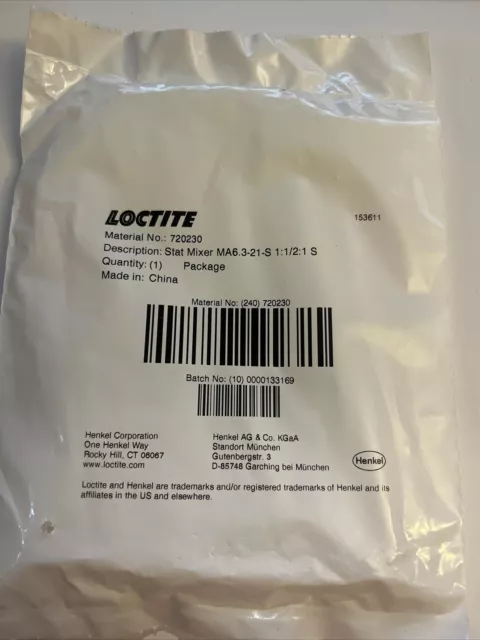 LOCTITE
153611
Material No.: 720230
Description: Stat Mixer MA6.3-21-S 1:1/2:1 S
Quantity: (1) Package
Made in: China
Material No: (240) 720230
Batch No: (10) 0000133169
Henkel Corporation
One Henkel Way
Rocky Hill, CT 06067
www.loctite.com
Henkel AG & Co. KGaA
Standort München
Gutenbergstr. 3
D-85748 Garching bei München
Henkel
Loctite and Henkel are trademarks and/or registered trademarks of Henkel and its
affiliates in the US and elsewhere.